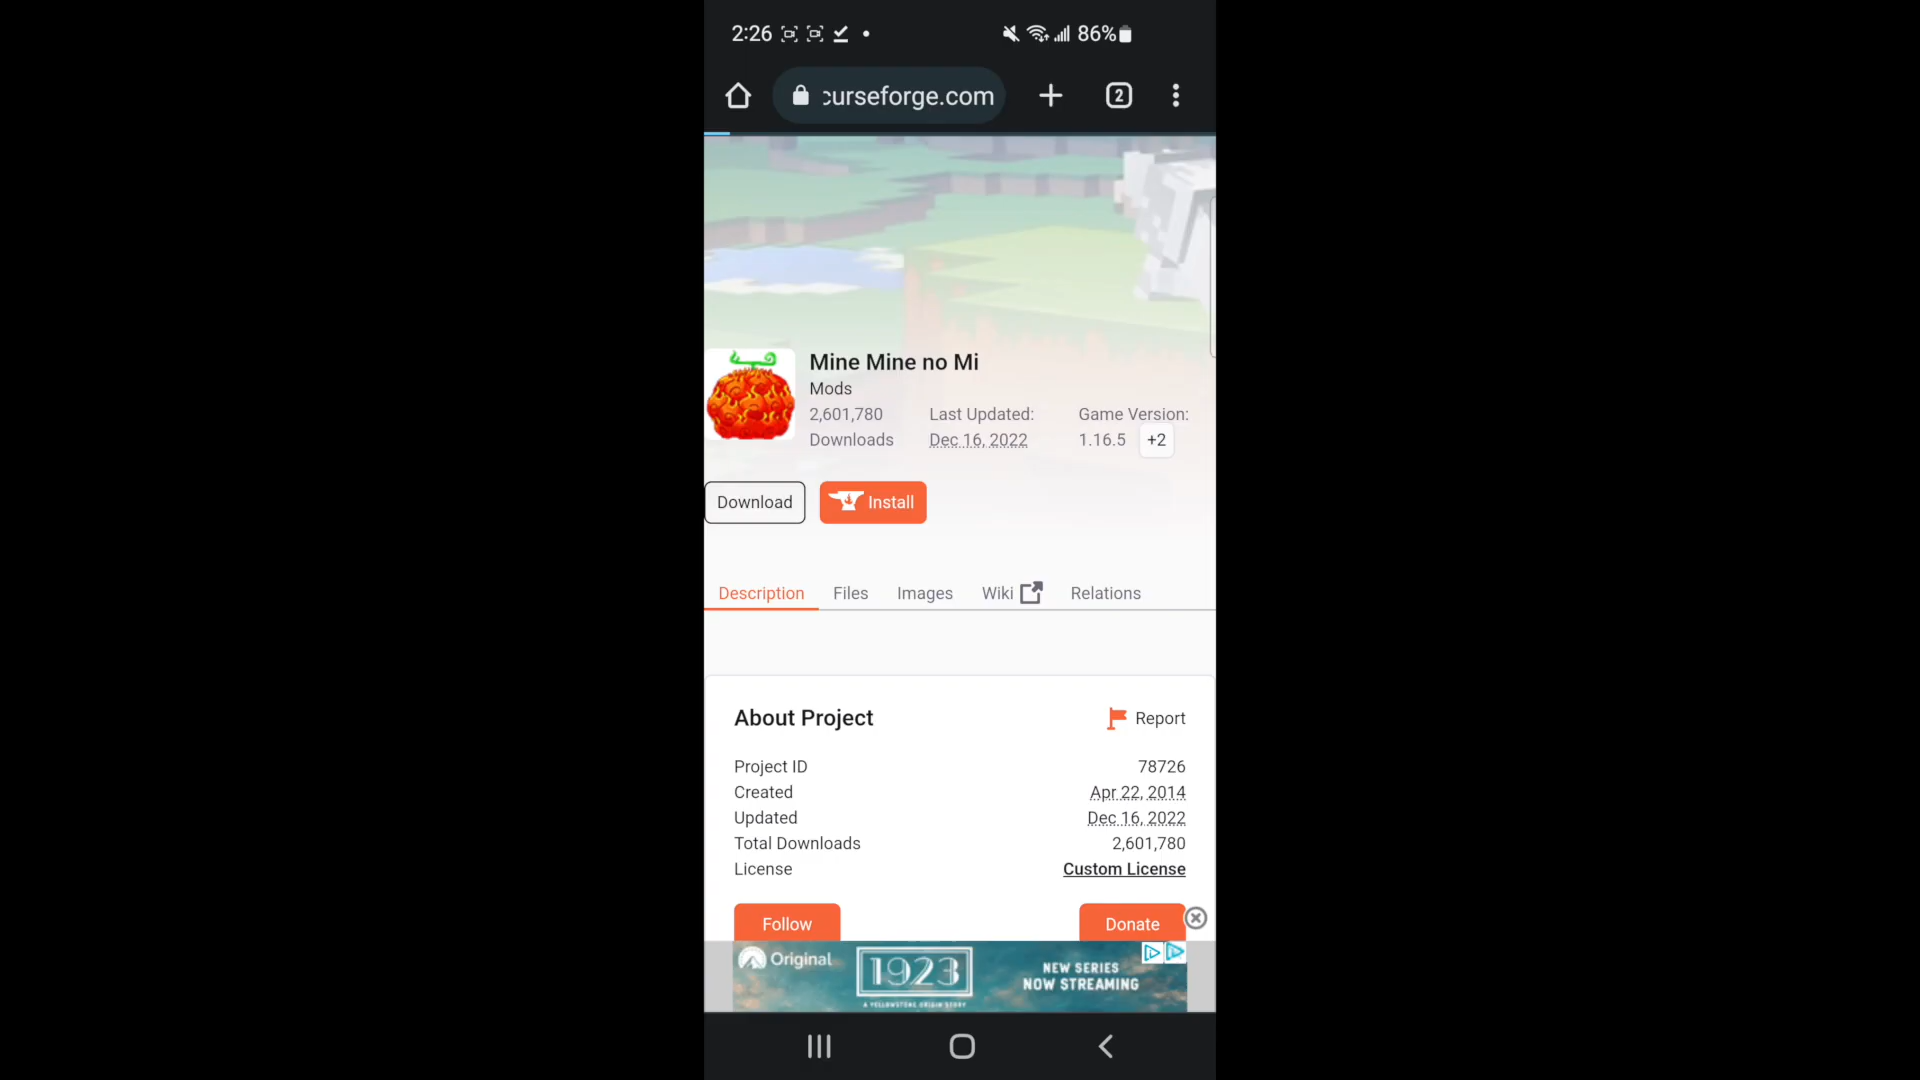 2:26 86%
curseforge.com 2
Mine Mine no Mi
Mods
2,601,780 Last Updated: Game Version:
Downloads Dec 16, 2022 1.16.5 +2
Download Install
Description Files Images Wiki Relations
About Project Report
Project ID 78726
Created Apr 22, 2014
Updated Dec 16, 2022
Total Downloads 2,601,780
License Custom License
Follow Donate
Original 1923 NEW SERIES
NOW STREAMING
A YELLOWSTONE ORIGIN STORY